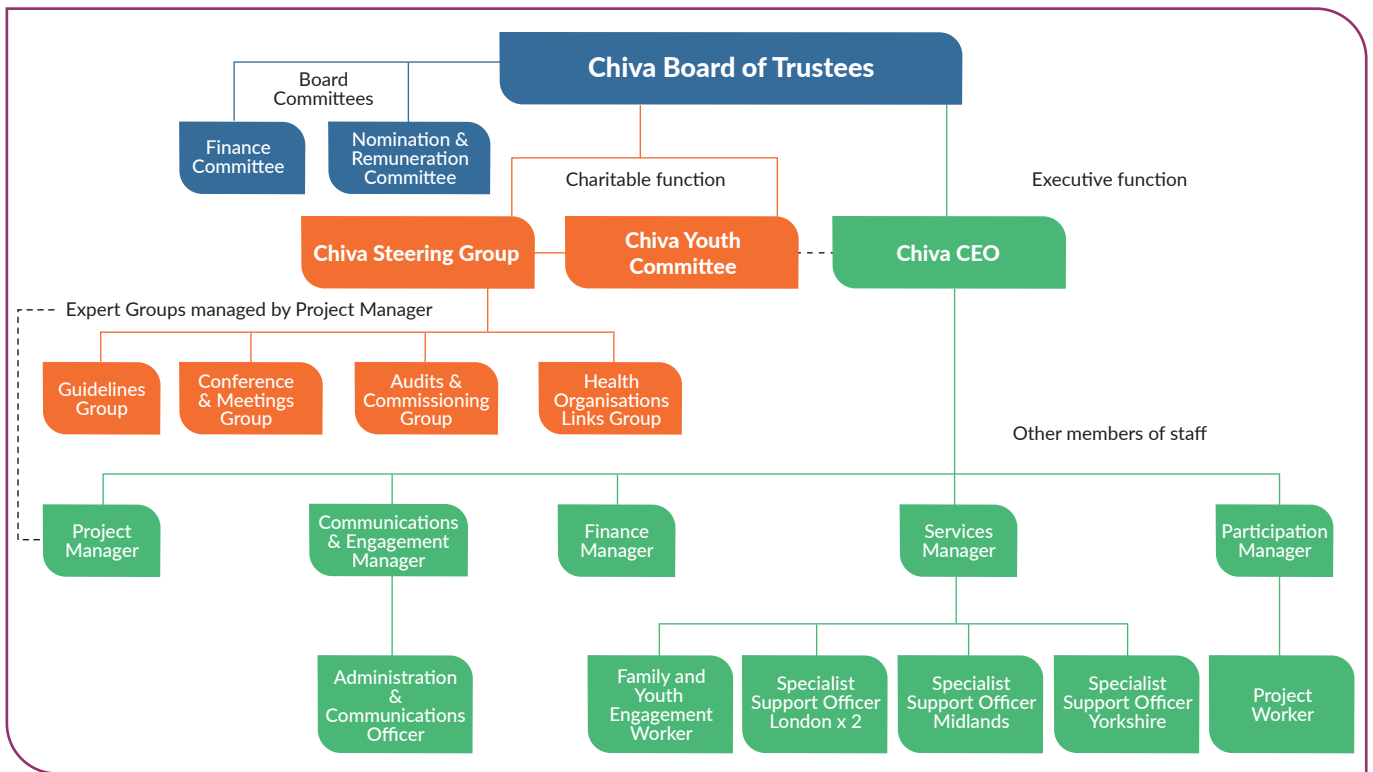 Chiva Board of Trustees
Board
Committees
Finance
Committee
Nomination &
Remuneration
Committee
Charitable function
Executive function
Chiva Steering Group
Chiva Youth
Committee
Chiva CEO
Expert Groups managed by Project Manager
Guidelines
Group
Conference
& Meetings
Group
Audits &
Commissioning
Group
Health
Organisations
Links Group
Other members of staff
Project
Manager
Communications
& Engagement
Manager
Finance
Manager
Services
Manager
Participation
Manager
Administration
&
Communications
Officer
Family and
Youth
Engagement
Worker
Specialist
Support Officer
London x 2
Specialist
Support Officer
Midlands
Specialist
Support Officer
Yorkshire
Project
Worker